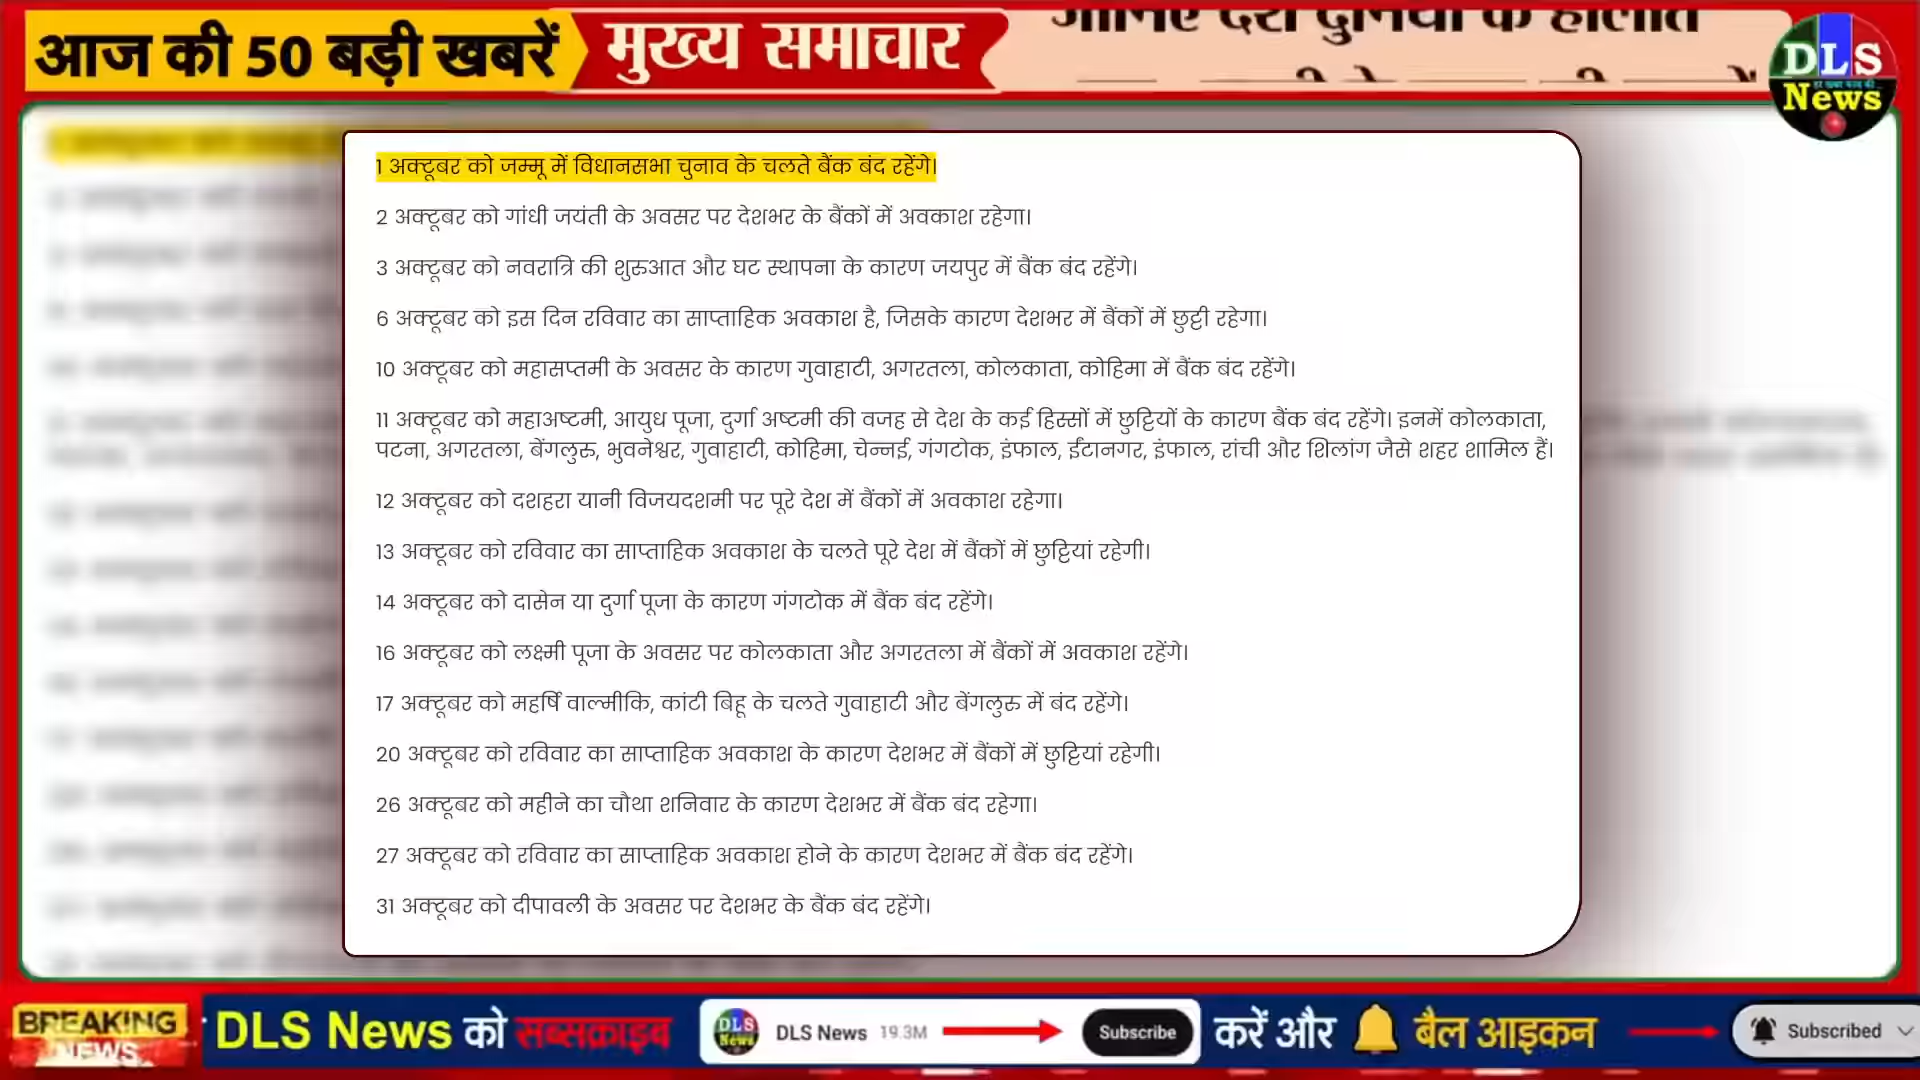 आज की 50 बड़ी खबरें
मुख्य समाचार
DLS
News
1 अक्टूबर को जम्मू में विधानसभा चुनाव के चलते बैंक बंद रहेंगे।
2 अक्टूबर को गांधी जयंती के अवसर पर देशभर के बैंकों में अवकाश रहेगा।
3 अक्टूबर को नवरात्रि की शुरुआत और घट स्थापना के कारण जयपुर में बैंक बंद रहेंगे।
6 अक्टूबर को इस दिन रविवार का साप्ताहिक अवकाश है, जिसके कारण देशभर में बैंकों में छुट्टी रहेगा।
10 अक्टूबर को महासप्तमी के अवसर के कारण गुवाहाटी, अगरतला, कोलकाता, कोहिमा में बैंक बंद रहेंगे।
11 अक्टूबर को महाअष्टमी, आयुध पूजा, दुर्गा अष्टमी की वजह से देश के कई हिस्सों में छुट्टियों के कारण बैंक बंद रहेंगे। इनमें कोलकाता,
पटना, अगरतला, बेंगलुरु, भुवनेश्वर, गुवाहाटी, कोहिमा, चेन्नई, गंगटोक, इंफाल, ईटानगर, इंफाल, रांची और शिलांग जैसे शहर शामिल हैं।
12 अक्टूबर को दशहरा यानी विजयदशमी पर पूरे देश में बैंकों में अवकाश रहेगा।
13 अक्टूबर को रविवार का साप्ताहिक अवकाश के चलते पूरे देश में बैंकों में छुट्टियां रहेगी।
14 अक्टूबर को दासेन या दुर्गा पूजा के कारण गंगटोक में बैंक बंद रहेंगे।
16 अक्टूबर को लक्ष्मी पूजा के अवसर पर कोलकाता और अगरतला में बैंकों में अवकाश रहेंगे।
17 अक्टूबर को महर्षि वाल्मीकि, कांटी बिहू के चलते गुवाहाटी और बेंगलुरु में बंद रहेंगे।
20 अक्टूबर को रविवार का साप्ताहिक अवकाश के कारण देशभर में बैंकों में छुट्टियां रहेगी।
26 अक्टूबर को महीने का चौथा शनिवार के कारण देशभर में बैंक बंद रहेगा।
27 अक्टूबर को रविवार का साप्ताहिक अवकाश होने के कारण देशभर में बैंक बंद रहेंगे।
31 अक्टूबर को दीपावली के अवसर पर देशभर के बैंक बंद रहेंगे।
BREAKING
NEWS
DLS News को सब्सक्राइब
DLS News
DLS News 19.3M
Subscribe
करें और
बैल आइकन
Subscribed